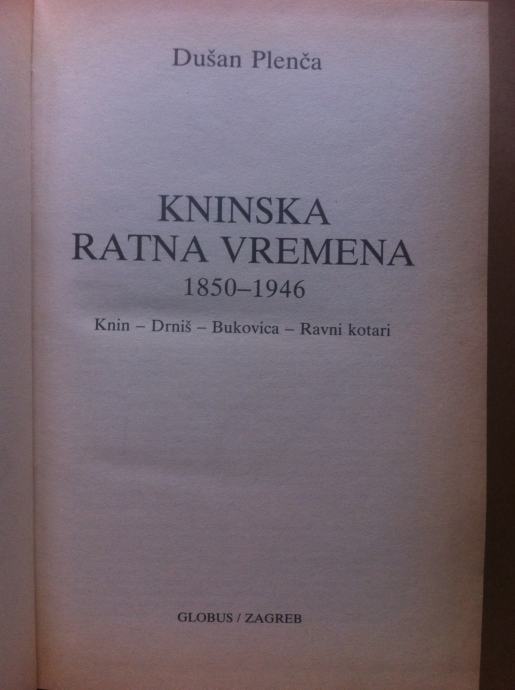 Dušan Plenča
KNINSKA
RATNA VREMENA
1850–1946
Knin – Drniš – Bukovica – Ravni kotari
GLOBUS / ZAGREB